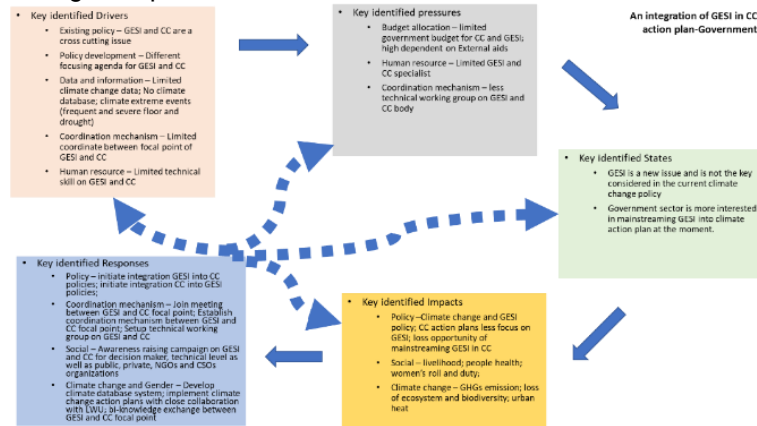 Key identified Drivers
Existing policy – GESI and CC are a
cross cutting issue
Policy development – Different
focusing agenda for GESI and CC
Data and information – Limited
climate change data; No climate
database; climate extreme events
(frequent and severe floor and
drought)
Coordination mechanism – Limited
coordinate between focal point of
GESI and CC
Human resource – Limited technical
skill on GESI and CC
Key identified pressures
Budget allocation – limited
government budget for CC and GESI;
high dependent on External aids
Human resource – Limited GESI and
CC specialist
Coordination mechanism – less
technical working group on GESI and
CC body
An integration of GESI in CC
action plan-Government
Key Identified States
GESI is a new issue and is not the key
considered in the current climate
change policy
Government sector is more interested
in mainstreaming GESI into climate
action plan at the moment.
Key identified Responses
Policy – initiate integration GESI into CC
policies; initiate integration CC into GESI
policies;
Coordination mechanism – Join meeting
between GESI and CC focal point; Establish
coordination mechanism between GESI and
CC focal point; Setup technical working
group on GESI and CC
Social – Awareness raising campaign on GESI
and CC for decision maker, technical level as
well as public, private, NGOs and CSOs
organizations
Climate change and Gender – Develop
climate database system; implement climate
change action plans with close collaboration
with LWU; bi-knowledge exchange between
GESI and CC focal point
Key identified Impacts
Policy –Climate change and GESI
policy; CC action plans less focus on
GESI; loss opportunity of
mainstreaming GESI in CC
Social – livelihood; people health;
women's roll and duty;
Climate change – GHGs emission; loss
of ecosystem and biodiversity; urban
heat